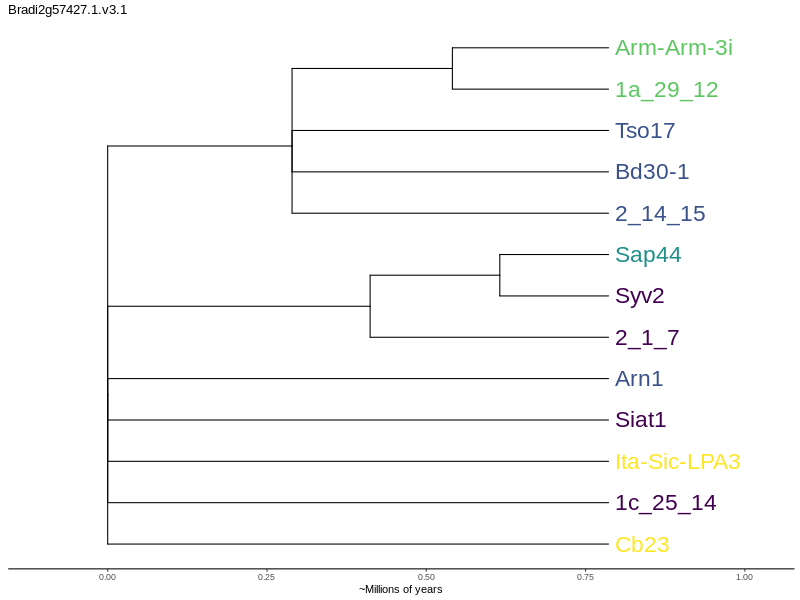 Bradi2g57427.1.v3.1
Arm-Arm-3i
1a_29_12
Tso17
Bd30-1
2_14_15
Sap44
Syv2
2_1_7
Arn1
Siat1
Ita-Sic-LPA3
1c_25_14
Cb23
0.00 0.25 0.50 0.75 1.00
~Millions of years